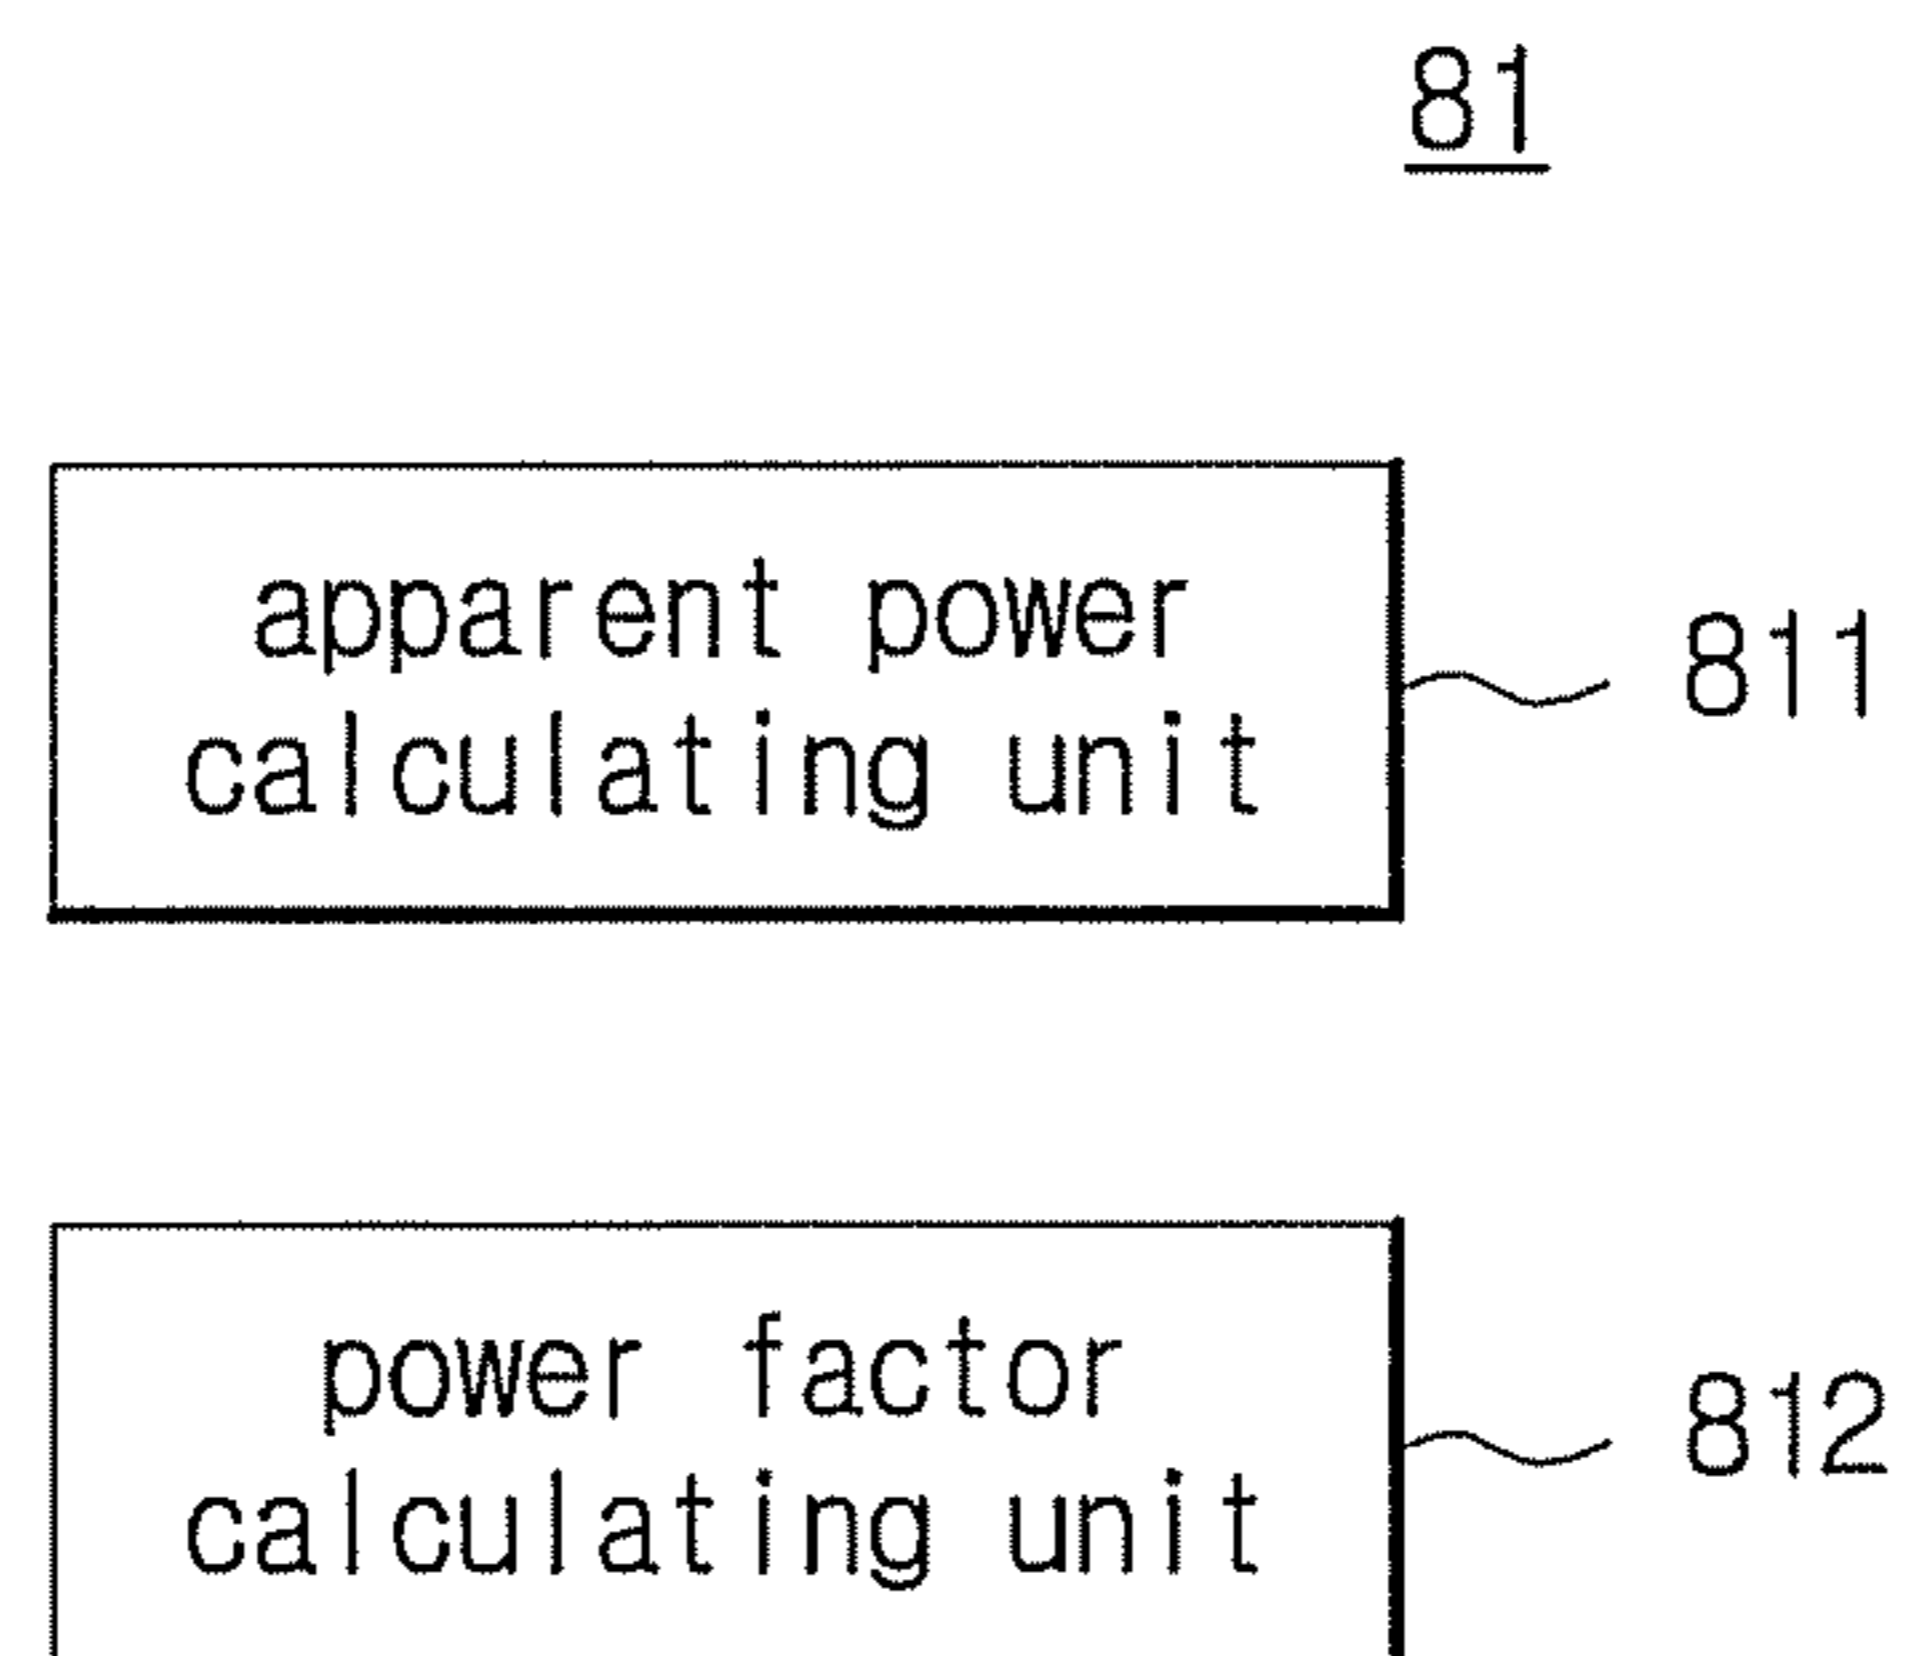 81
apparent power
calculating unit
811
power factor
calculating unit
812